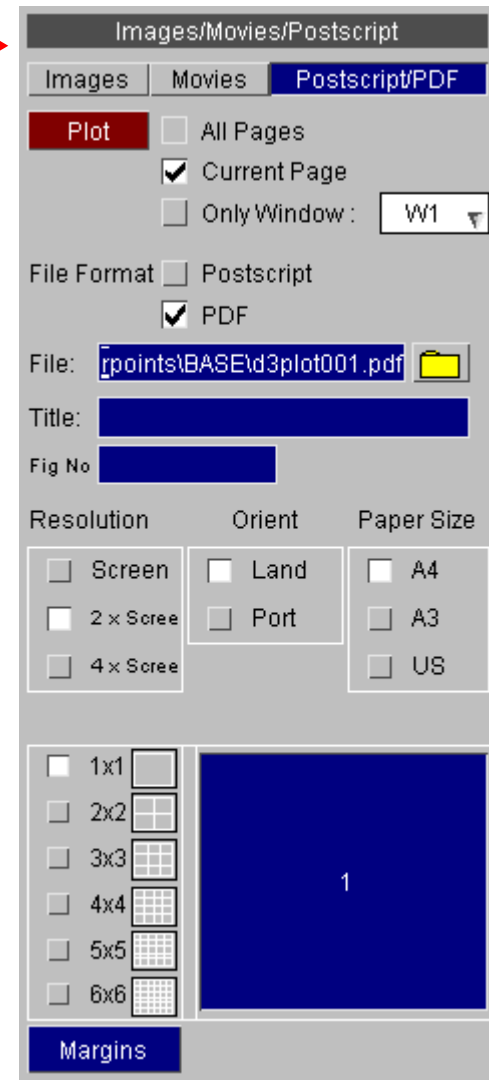 Images/Movies/Postscript
Images Movies Postscript/PDF
Plot All Pages
Current Page
Only Window : W1
File Format Postscript
PDF
File: rpoints\BASE\d3plot001.pdf
Title:
Fig No
Resolution Orient Paper Size
Screen Land A4
2 x Scree Port A3
4 x Scree US
1x1
2x2
3x3
1
4x4
5x5
6x6
Margins